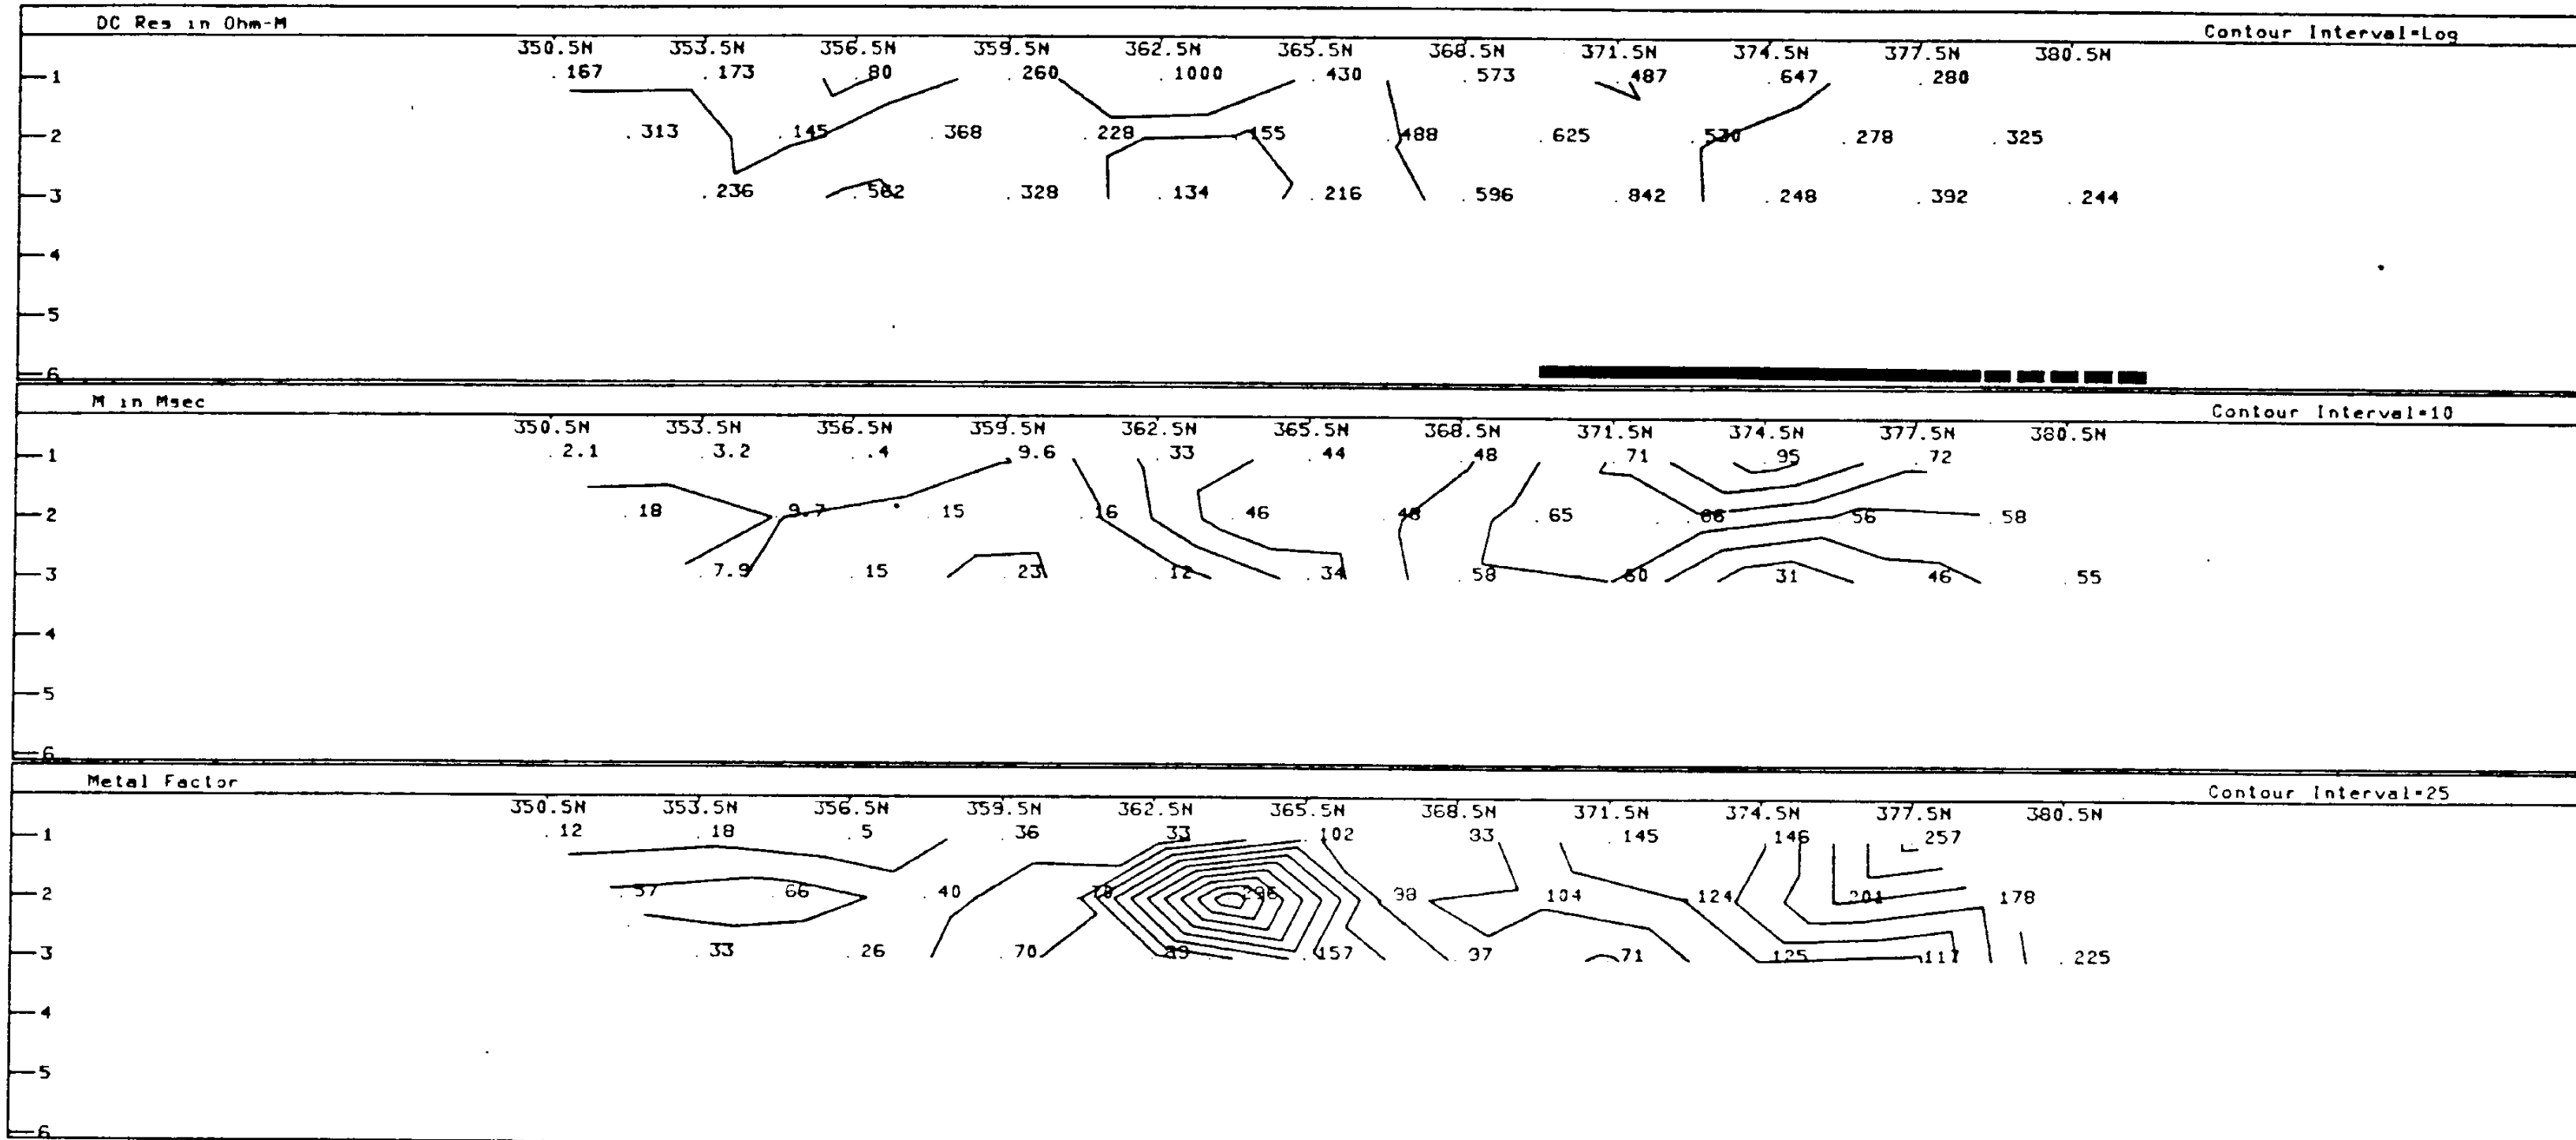 DC Res in Ohm-M Contour Interval=Log
350.5N 353.5N 356.5N 359.5N 362.5N 365.5N 368.5N 371.5N 374.5N 377.5N 380.5N
1 .167 .173 .80 .260 .1000 .430 .573 .487 .647 .280
2 .313 .145 .368 .228 .155 .488 .625 .530 .278 .325
3 .236 .562 .328 .134 .216 .596 .842 .248 .392 .244
4
5
6
M in Msec Contour Interval=10
350.5N 353.5N 356.5N 359.5N 362.5N 365.5N 368.5N 371.5N 374.5N 377.5N 380.5N
1 .2.1 .3.2 ..4 .9.6 .33 .44 .48 .71 .95 .72
2 .18 .9.7 .15 .16 .46 .48 .65 .66 .56 .58
3 .7.9 .15 .23 .12 .34 .58 .60 .31 .46 .55
4
5
6
Metal Factor Contour Interval=25
350.5N 353.5N 356.5N 359.5N 362.5N 365.5N 368.5N 371.5N 374.5N 377.5N 380.5N
1 .12 .18 .5 .36 .33 .102 .83 .145 .146 .257
2 .57 .66 .40 .70 .296 .98 .104 .124 .201 .178
3 .33 .26 .70 .89 .157 .97 .71 .125 .117 .225
4
5
6